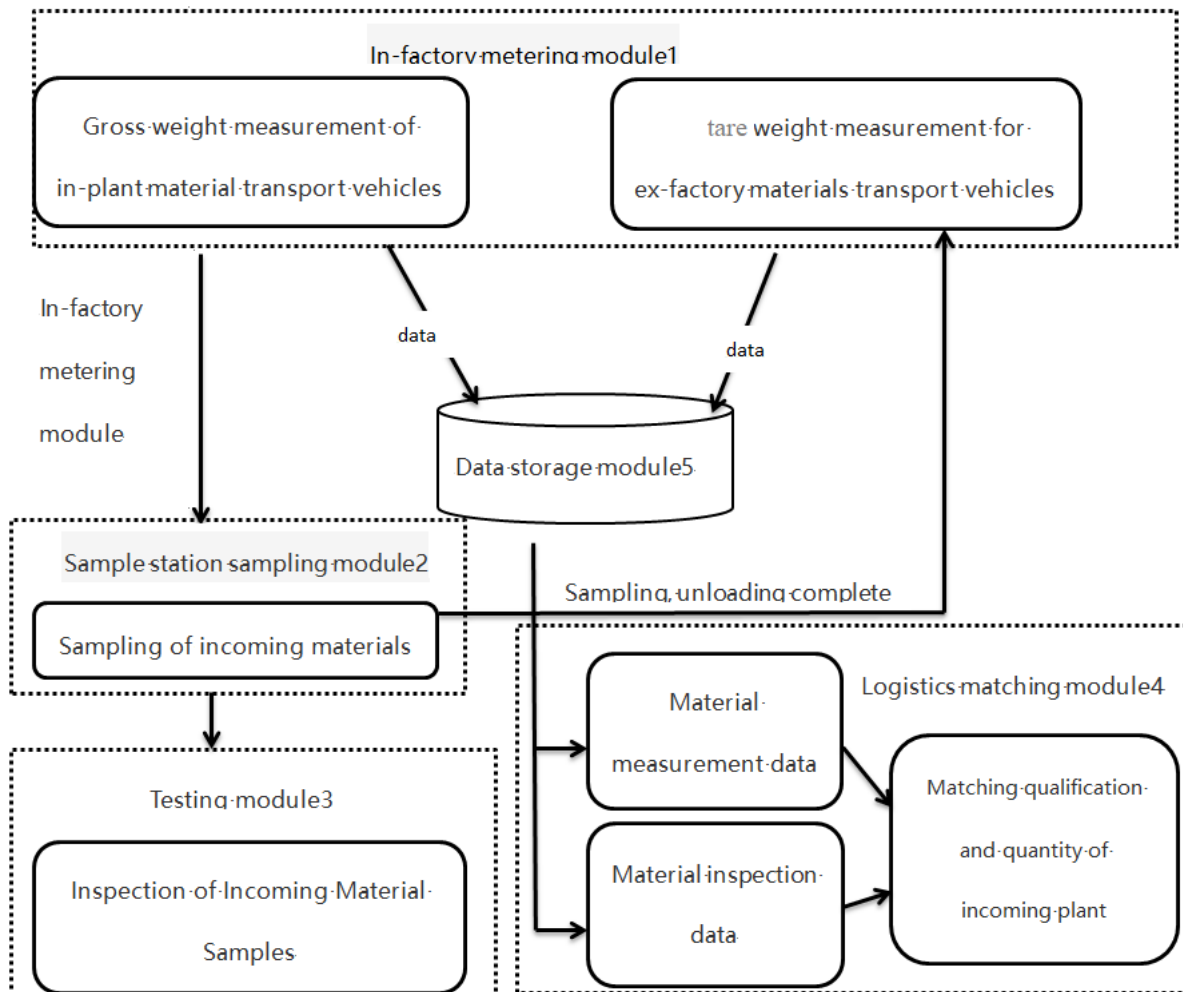 In-factory metering module1
Gross weight measurement of
in-plant material transport vehicles
tare weight measurement for
ex-factory materials transport vehicles
In-factory
metering
module
data
data
Data storage module5
Sample station sampling module2
Sampling, unloading complete
Sampling of incoming materials
Logistics matching module4
Material
measurement data
Matching qualification
and quantity of
incoming plant
Testing module3
Material inspection
data
Inspection of Incoming Material
Samples